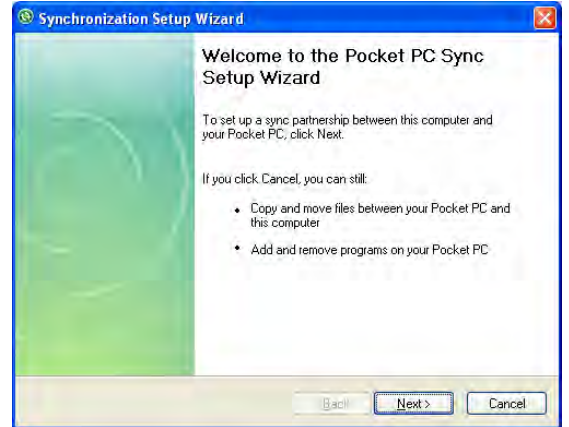 Synchronization Setup Wizard
Welcome to the Pocket PC Sync
Setup Wizard
To set up a sync partnership between this computer and
your Pocket PC, click Next.
If you click Cancel, you can still:
• Copy and move files between your Pocket PC and
this computer
• Add and remove programs on your Pocket PC
Back Next > Cancel